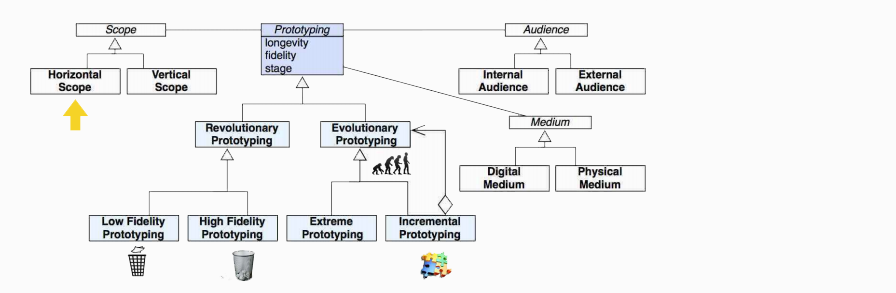 Scope
Prototyping
Audience
longevity
fidelity
stage
Horizontal
Scope
Vertical
Scope
Internal
Audience
External
Audience
Revolutionary
Prototyping
Evolutionary
Prototyping
Medium
Digital
Medium
Physical
Medium
Low Fidelity
Prototyping
High Fidelity
Prototyping
Extreme
Prototyping
Incremental
Prototyping